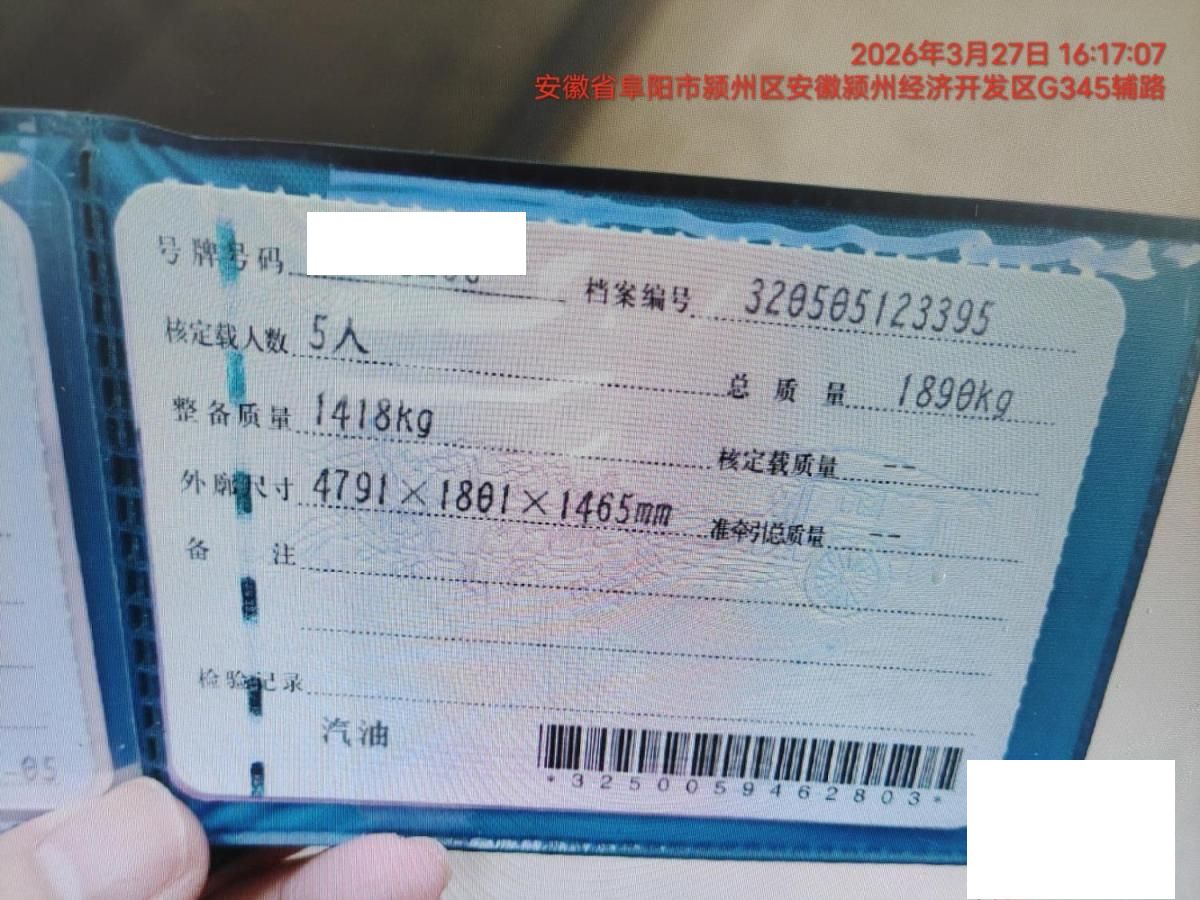 2026年3月27日 16:17:07
安徽省阜阳市颍州区安徽颍州经济开发区G345辅路
号牌号码
档案编号 320505123395
核定载人数 5人
总质量 1890kg
整备质量 1418kg
核定载质量 --
外廓尺寸 4791×1801×1465mm
准牵引总质量 --
备注
检验记录
汽油
*3250059462803*
-05